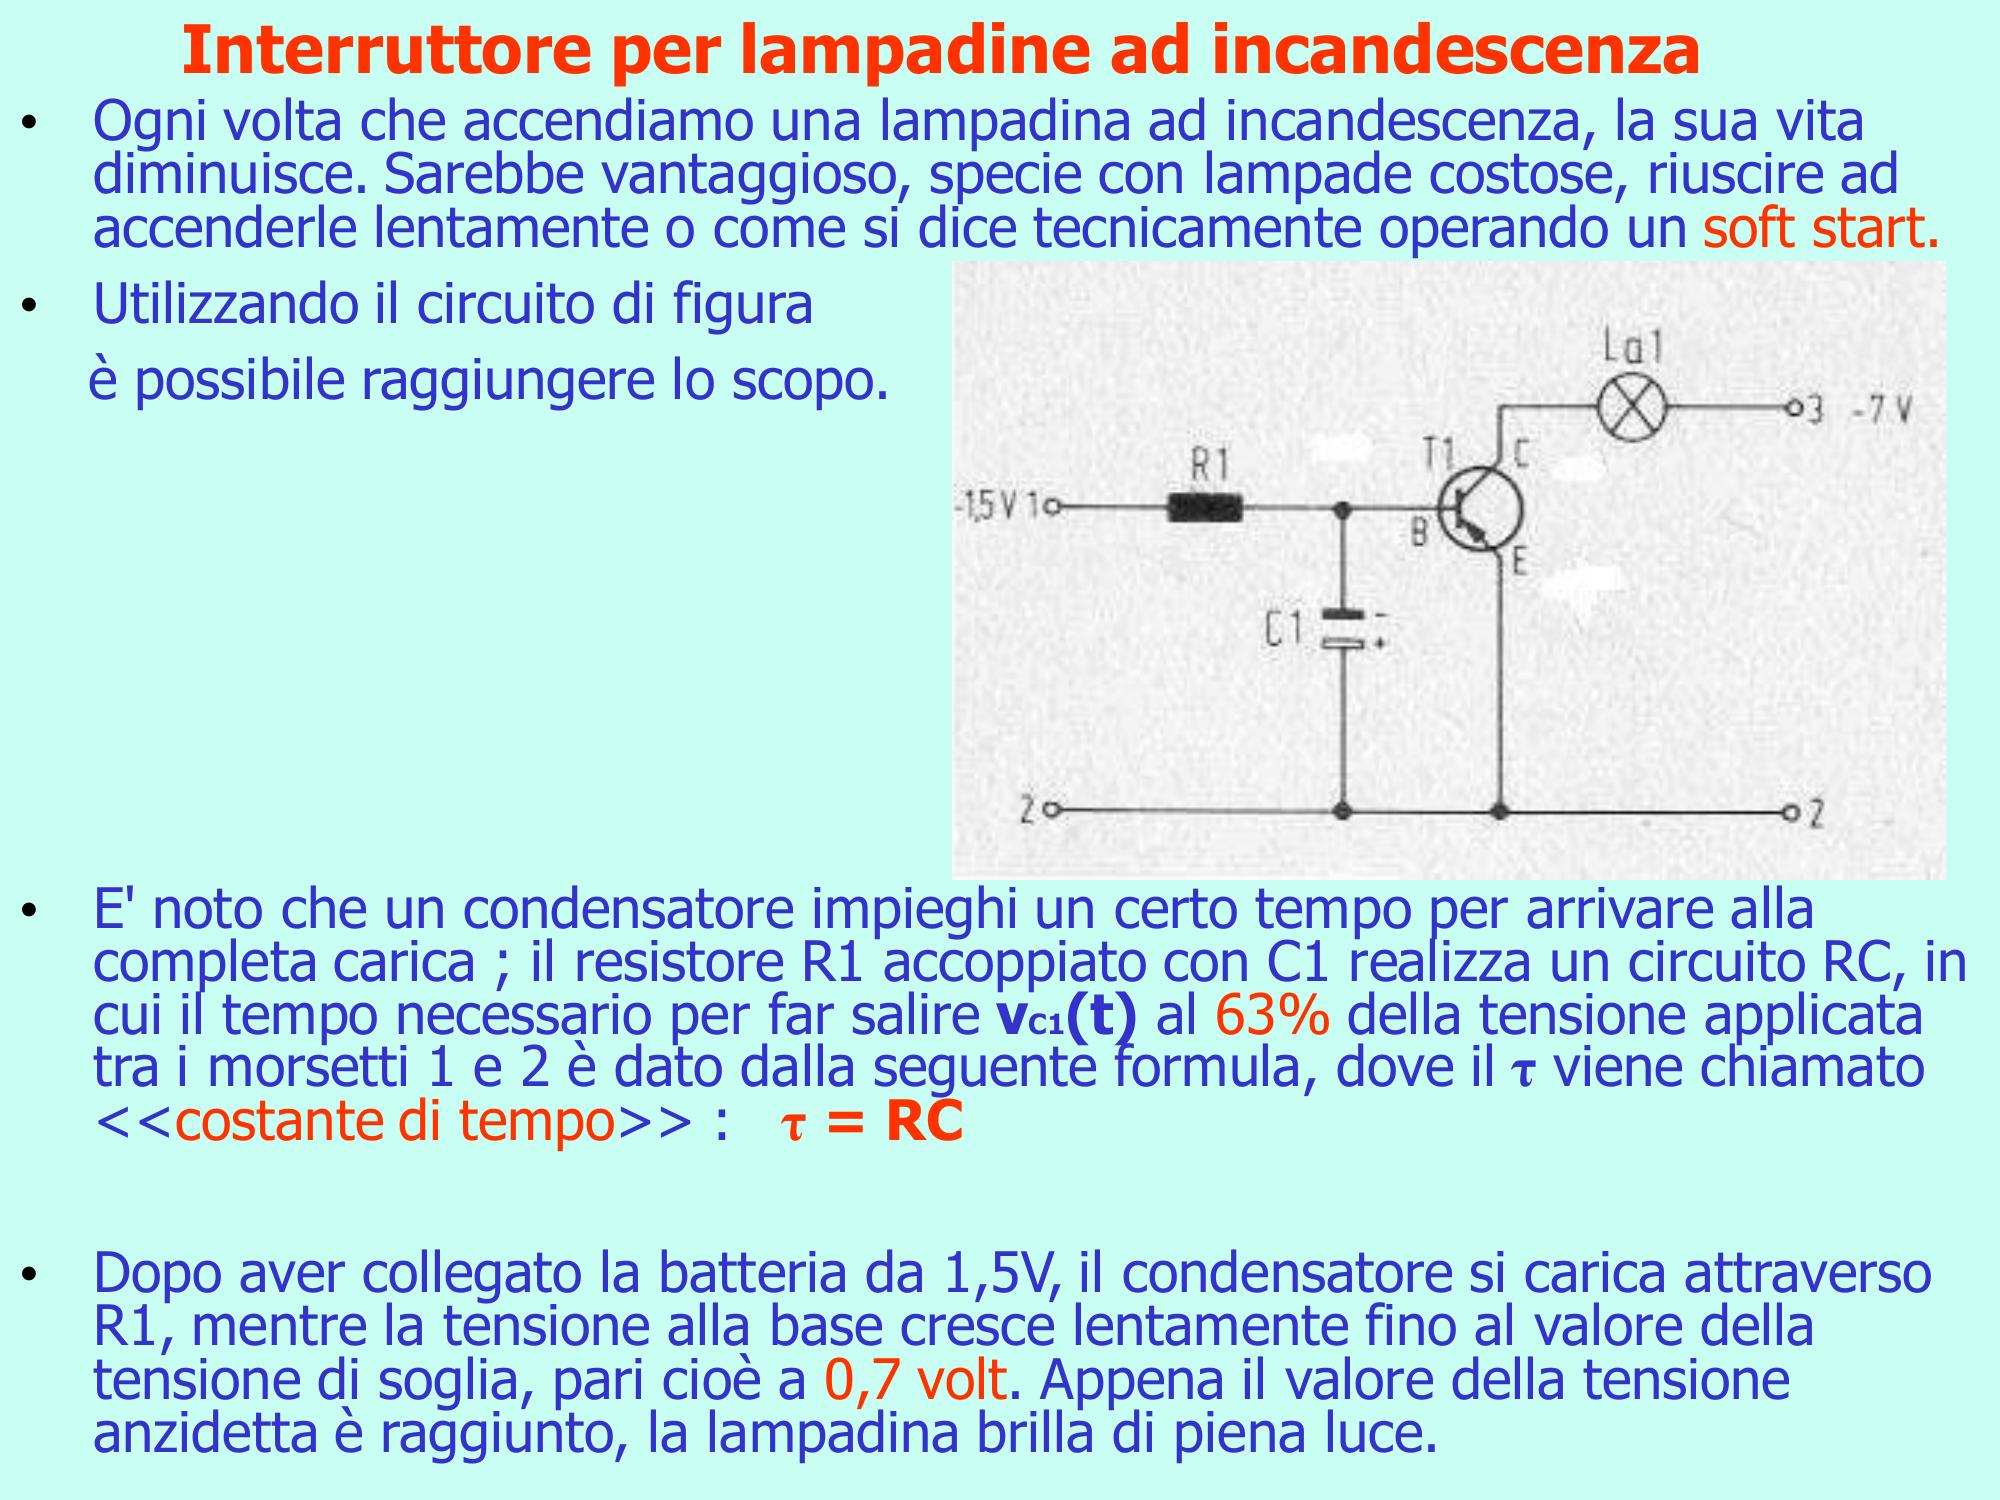 Interruttore per lampadine ad incandescenza
• Ogni volta che accendiamo una lampadina ad incandescenza, la sua vita
diminuisce. Sarebbe vantaggioso, specie con lampade costose, riuscire ad
accenderle lentamente o come si dice tecnicamente operando un soft start.
• Utilizzando il circuito di figura
è possibile raggiungere lo scopo.
La1
3 -7 V
T1 C
R1
-1,5 V 1
B
E
C1 -
+
2
2
• E' noto che un condensatore impieghi un certo tempo per arrivare alla
completa carica ; il resistore R1 accoppiato con C1 realizza un circuito RC, in
cui il tempo necessario per far salire vC1(t) al 63% della tensione applicata
tra i morsetti 1 e 2 è dato dalla seguente formula, dove il τ viene chiamato
<<costante di tempo>> : τ = RC
• Dopo aver collegato la batteria da 1,5V, il condensatore si carica attraverso
R1, mentre la tensione alla base cresce lentamente fino al valore della
tensione di soglia, pari cioè a 0,7 volt. Appena il valore della tensione
anzidetta è raggiunto, la lampadina brilla di piena luce.